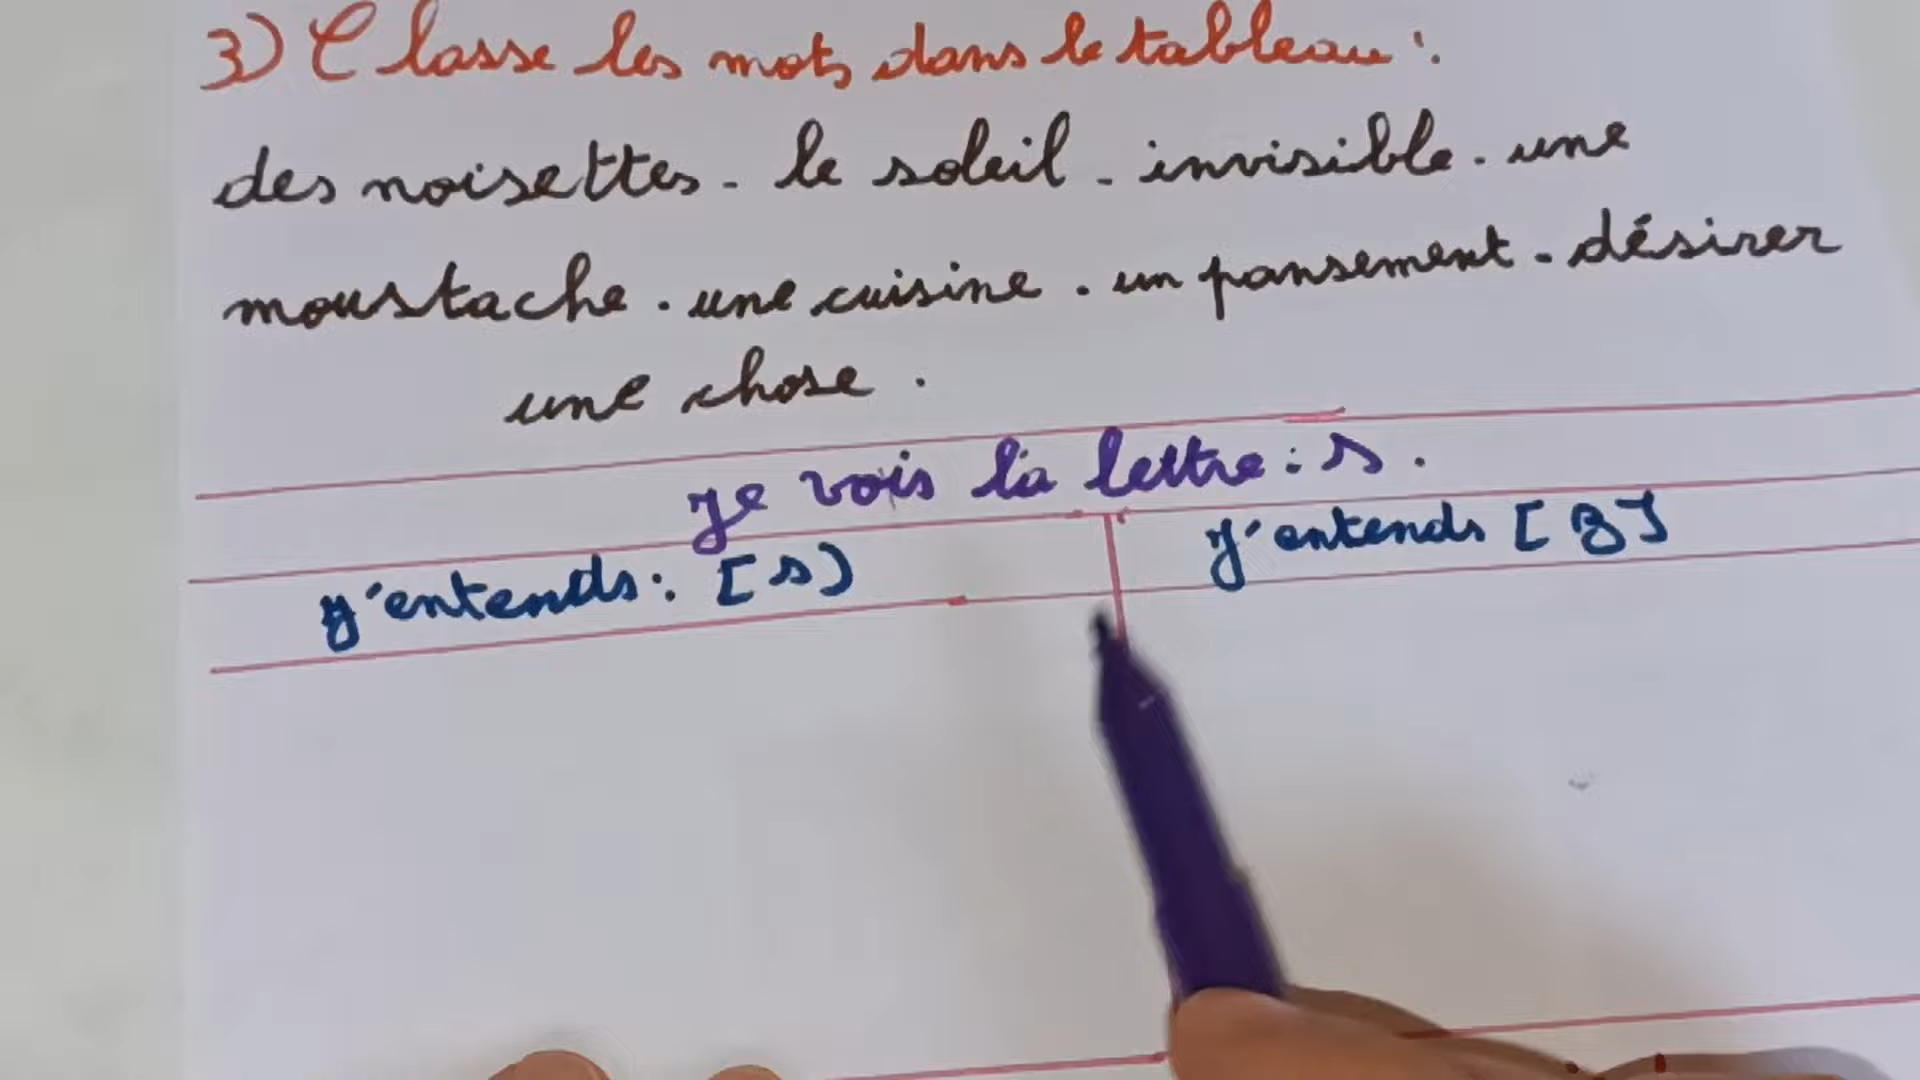 3) Classe les mots dans le tableau :
des noisettes - le soleil - invisible - une
moustache - une cuisine - un pansement - désirer
une chose .
je vois la lettre : s .
j'entends : [s)
j'entends [z]